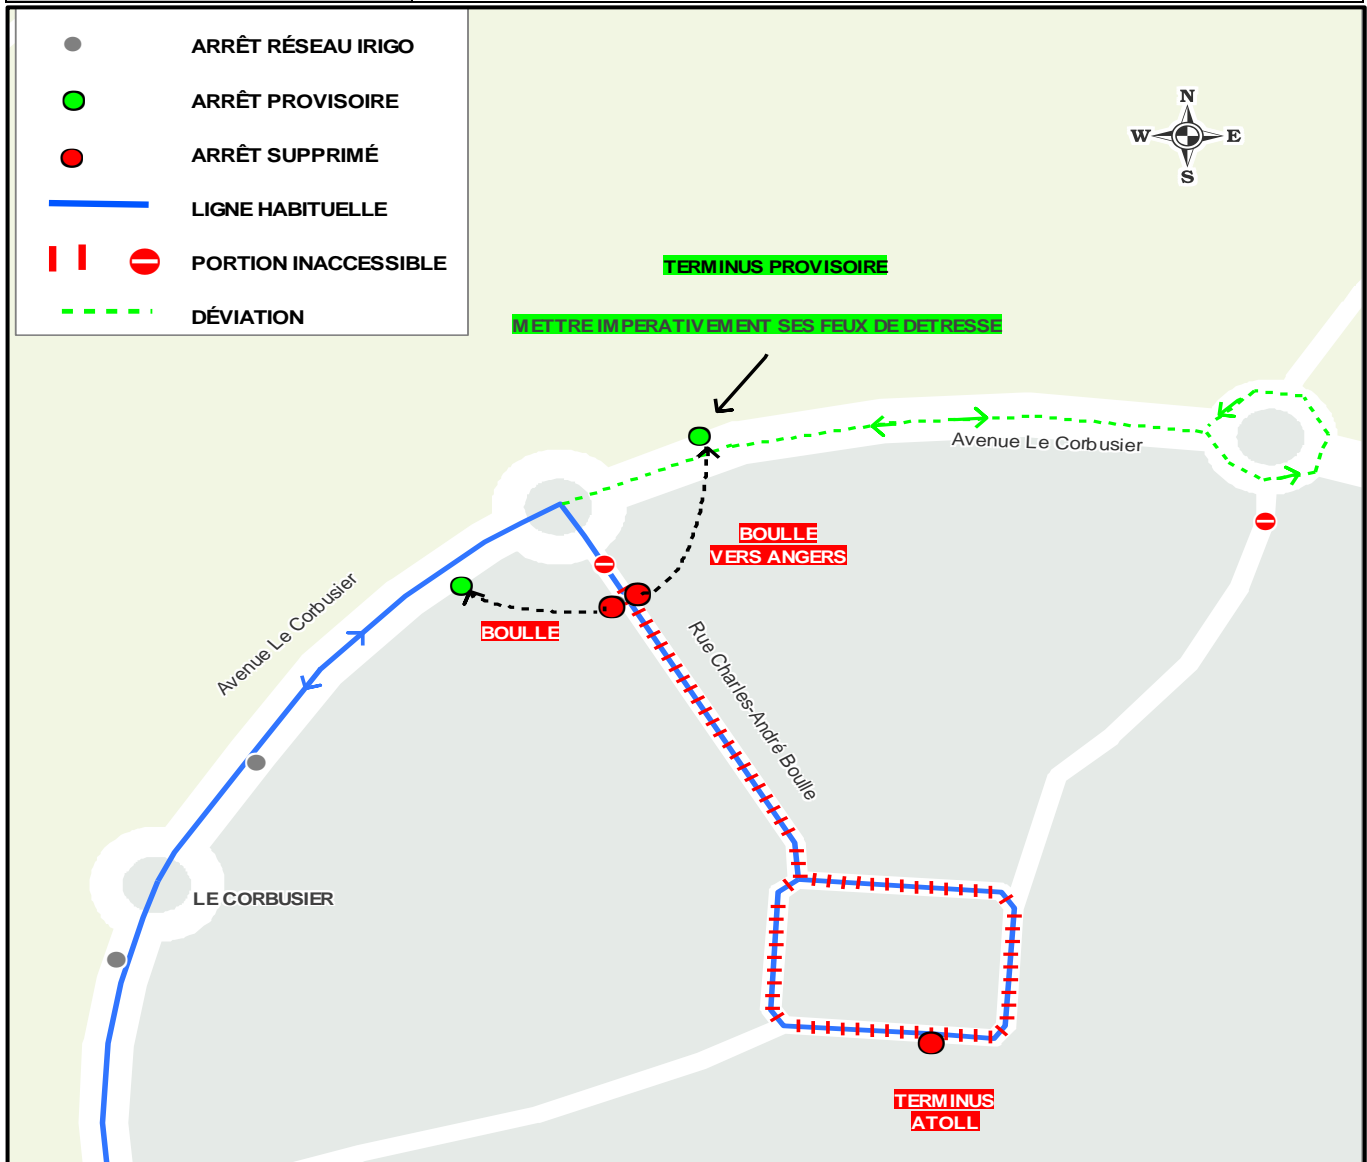 ARRÊT RÉSEAU IRIGO
ARRÊT PROVISOIRE
ARRÊT SUPPRIMÉ
LIGNE HABITUELLE
PORTION INACCESSIBLE
DÉVIATION
N
W E
S
TERMINUS PROVISOIRE
METTRE IMPERATIVEMENT SES FEUX DE DETRESSE
Avenue Le Corbusier
BOULLE
VERS ANGERS
Avenue Le Corbusier
BOULLE
Rue Charles-André Boulle
LE CORBUSIER
TERMINUS
ATOLL